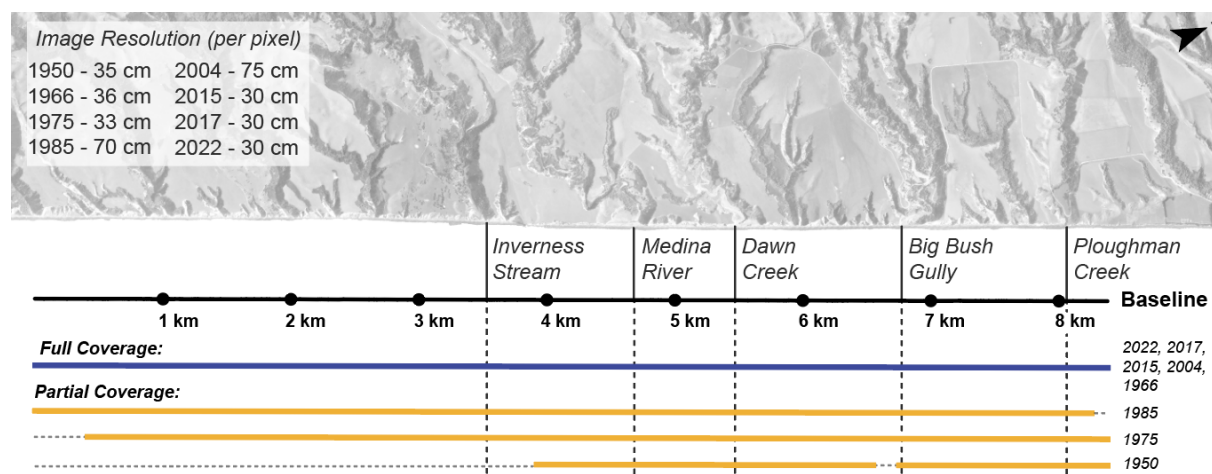 Image Resolution (per pixel)
1950 - 35 cm 2004 - 75 cm
1966 - 36 cm 2015 - 30 cm
1975 - 33 cm 2017 - 30 cm
1985 - 70 cm 2022 - 30 cm
Inverness
Stream
Medina
River
Dawn
Creek
Big Bush
Gully
Ploughman
Creek
Baseline
1 km 2 km 3 km 4 km 5 km 6 km 7 km 8 km
Full Coverage:
2022, 2017,
2015, 2004,
1966
Partial Coverage:
1985
1975
1950